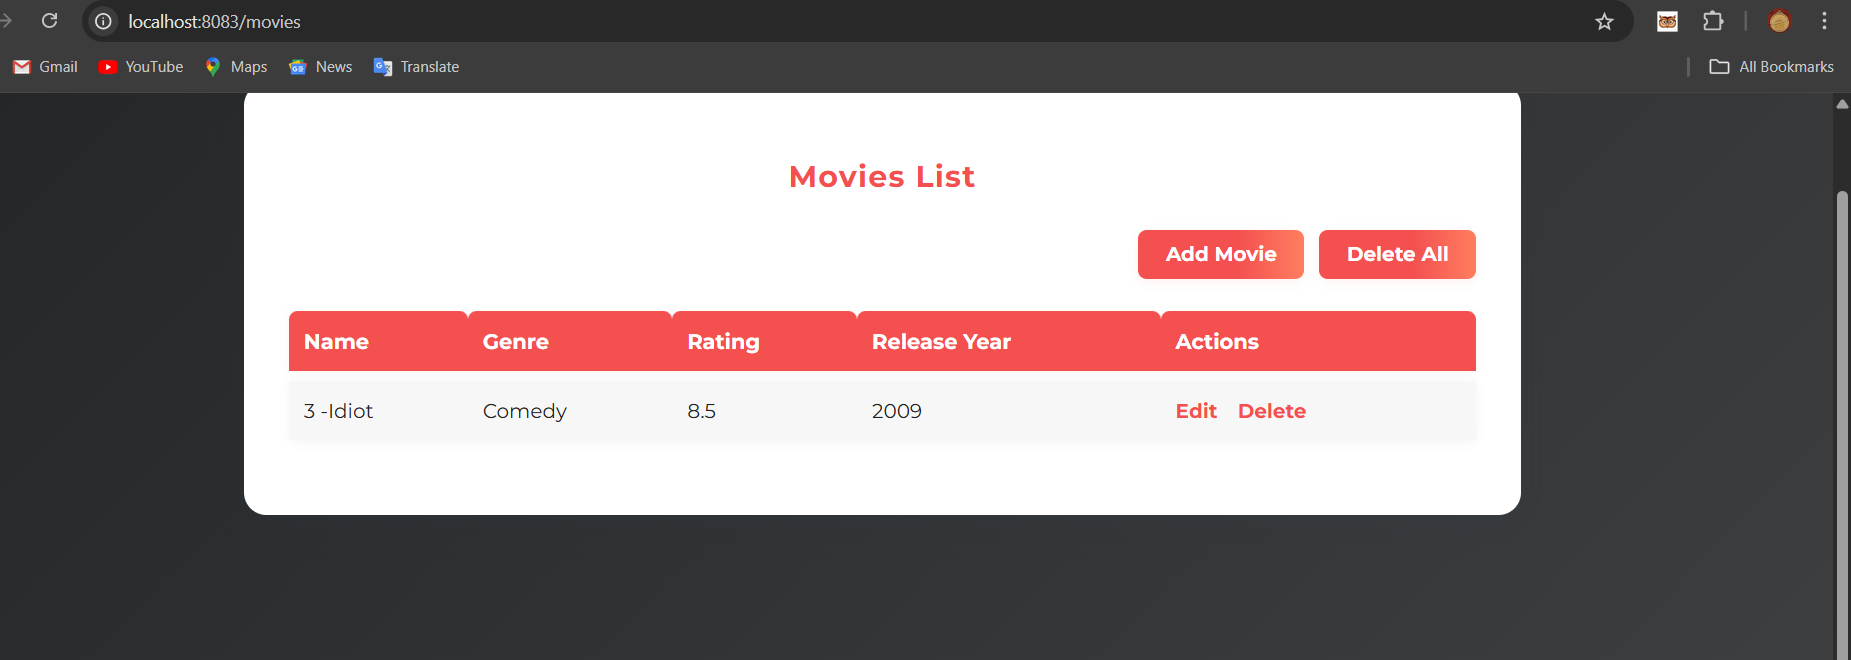 localhost:8083/movies
Gmail YouTube Maps News Translate All Bookmarks
Movies List
Add Movie Delete All
Name Genre Rating Release Year Actions
3 -Idiot Comedy 8.5 2009 Edit Delete